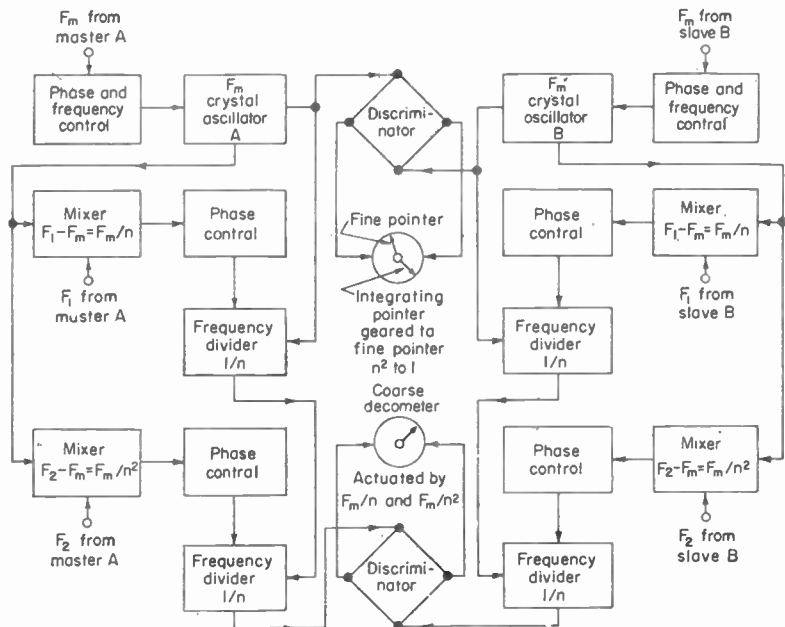 Fm from
master A
Fm from
slave B
Phase and
frequency
control
Fm
crystal
oscillator
A
Discrimi-
nator
Fm
crystal
oscillator
B
Phase and
frequency
control
Mixer
F1-Fm=Fm/n
Phase
control
Fine pointer
Phase
control
Mixer
F1-Fm=Fm/n
F1 from
master A
Integrating
pointer
geared to
fine pointer
n² to 1
F1 from
slave B
Frequency
divider
1/n
Frequency
divider
1/n
Coarse
decometer
Mixer
F2-Fm=Fm/n²
Phase
control
Actuated by
Fm/n and Fm/n²
Phase
control
Mixer
F2-Fm=Fm/n²
F2 from
master A
F2 from
slave B
Frequency
divider
1/n
Discrimi-
nator
Frequency
divider
1/n